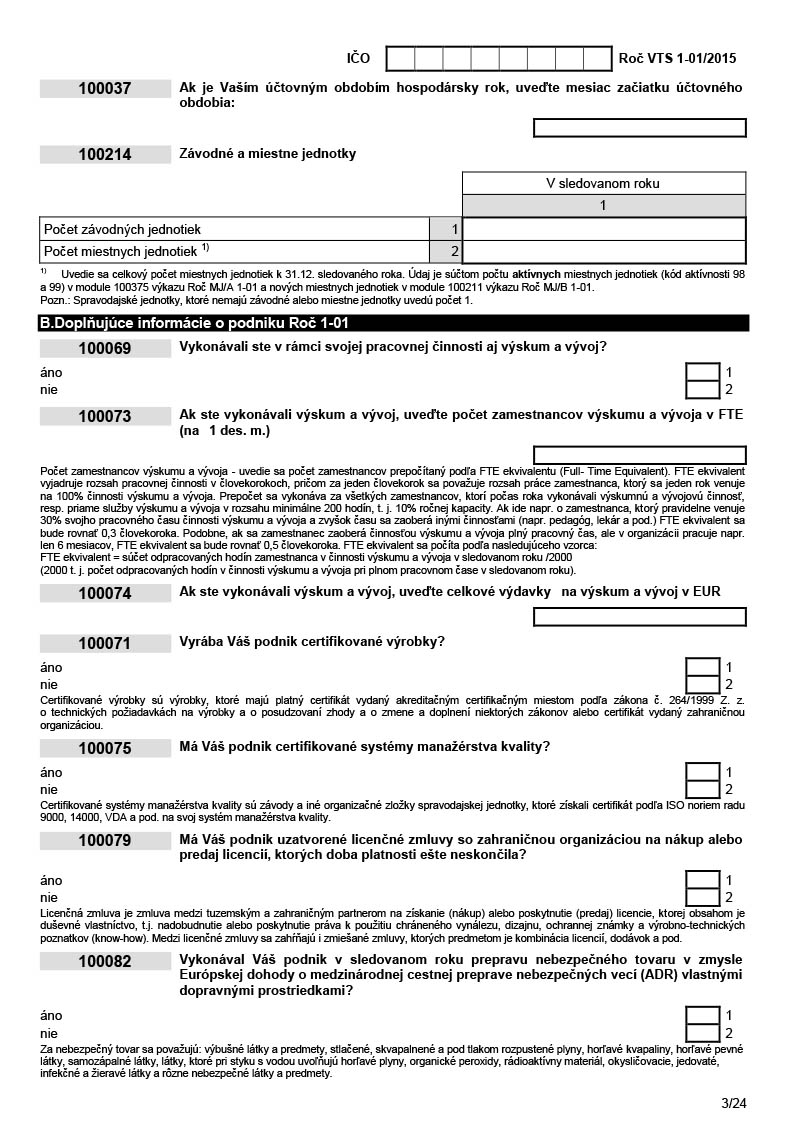 IČO Roč VTS 1-01/2015
100037 Ak je Vaším účtovným obdobím hospodársky rok, uveďte mesiac začiatku účtovného
obdobia:
100214 Závodné a miestne jednotky
V sledovanom roku
1
Počet závodných jednotiek 1
Počet miestnych jednotiek 1) 2
1) Uvedie sa celkový počet miestnych jednotiek k 31.12. sledovaného roka. Údaj je súčtom počtu aktívnych miestnych jednotiek (kód aktívnosti 98
a 99) v module 100375 výkazu Roč MJ/A 1-01 a nových miestnych jednotiek v module 100211 výkazu Roč MJ/B 1-01.
Pozn.: Spravodajské jednotky, ktoré nemajú závodné alebo miestne jednotky uvedú počet 1.
B.Doplňujúce informácie o podniku Roč 1-01
100069 Vykonávali ste v rámci svojej pracovnej činnosti aj výskum a vývoj?
áno 1
nie 2
100073 Ak ste vykonávali výskum a vývoj, uveďte počet zamestnancov výskumu a vývoja v FTE
(na 1 des. m.)
Počet zamestnancov výskumu a vývoja - uvedie sa počet zamestnancov prepočítaný podľa FTE ekvivalentu (Full- Time Equivalent). FTE ekvivalent
vyjadruje rozsah pracovnej činnosti v človekorokoch, pričom za jeden človekorok sa považuje rozsah práce zamestnanca, ktorý sa jeden rok venuje
na 100% činnosti výskumu a vývoja. Prepočet sa vykonáva za všetkých zamestnancov, ktorí počas roka vykonávali výskumnú a vývojovú činnosť,
resp. priame služby výskumu a vývoja v rozsahu minimálne 200 hodín, t. j. 10% ročnej kapacity. Ak ide napr. o zamestnanca, ktorý pravidelne venuje
30% svojho pracovného času činnosti výskumu a vývoja a zvyšok času sa zaoberá inými činnosťami (napr. pedagóg, lekár a pod.) FTE ekvivalent sa
bude rovnať 0,3 človekoroka. Podobne, ak sa zamestnanec zaoberá činnosťou výskumu a vývoja plný pracovný čas, ale v organizácii pracuje napr.
len 6 mesiacov, FTE ekvivalent sa bude rovnať 0,5 človekoroka. FTE ekvivalent sa počíta podľa nasledujúceho vzorca:
FTE ekvivalent = súčet odpracovaných hodín zamestnanca v činnosti výskumu a vývoja v sledovanom roku /2000
(2000 t. j. počet odpracovaných hodín v činnosti výskumu a vývoja pri plnom pracovnom čase v sledovanom roku).
100074 Ak ste vykonávali výskum a vývoj, uveďte celkové výdavky na výskum a vývoj v EUR
100071 Vyrába Váš podnik certifikované výrobky?
áno 1
nie 2
Certifikované výrobky sú výrobky, ktoré majú platný certifikát vydaný akreditačným certifikačným miestom podľa zákona č. 264/1999 Z. z.
o technických požiadavkách na výrobky a o posudzovaní zhody a o zmene a doplnení niektorých zákonov alebo certifikát vydaný zahraničnou
organizáciou.
100075 Má Váš podnik certifikované systémy manažérstva kvality?
áno 1
nie 2
Certifikované systémy manažérstva kvality sú závody a iné organizačné zložky spravodajskej jednotky, ktoré získali certifikát podľa ISO noriem radu
9000, 14000, VDA a pod. na svoj systém manažérstva kvality.
100079 Má Váš podnik uzatvorené licenčné zmluvy so zahraničnou organizáciou na nákup alebo
predaj licencií, ktorých doba platnosti ešte neskončila?
áno 1
nie 2
Licenčná zmluva je zmluva medzi tuzemským a zahraničným partnerom na získanie (nákup) alebo poskytnutie (predaj) licencie, ktorej obsahom je
duševné vlastníctvo, t.j. nadobudnutie alebo poskytnutie práva k použitiu chráneného vynálezu, dizajnu, ochrannej známky a výrobno-technických
poznatkov (know-how). Medzi licenčné zmluvy sa zahŕňajú i zmiešané zmluvy, ktorých predmetom je kombinácia licencií, dodávok a pod.
100082 Vykonával Váš podnik v sledovanom roku prepravu nebezpečného tovaru v zmysle
Európskej dohody o medzinárodnej cestnej preprave nebezpečných vecí (ADR) vlastnými
dopravnými prostriedkami?
áno 1
nie 2
Za nebezpečný tovar sa považujú: výbušné látky a predmety, stlačené, skvapalnené a pod tlakom rozpustené plyny, horľavé kvapaliny, horľavé pevné
látky, samozápalné látky, látky, ktoré pri styku s vodou uvoľňujú horľavé plyny, organické peroxidy, rádioaktívny materiál, okysličovacie, jedovaté,
infekčné a žieravé látky a rôzne nebezpečné látky a predmety.
3/24